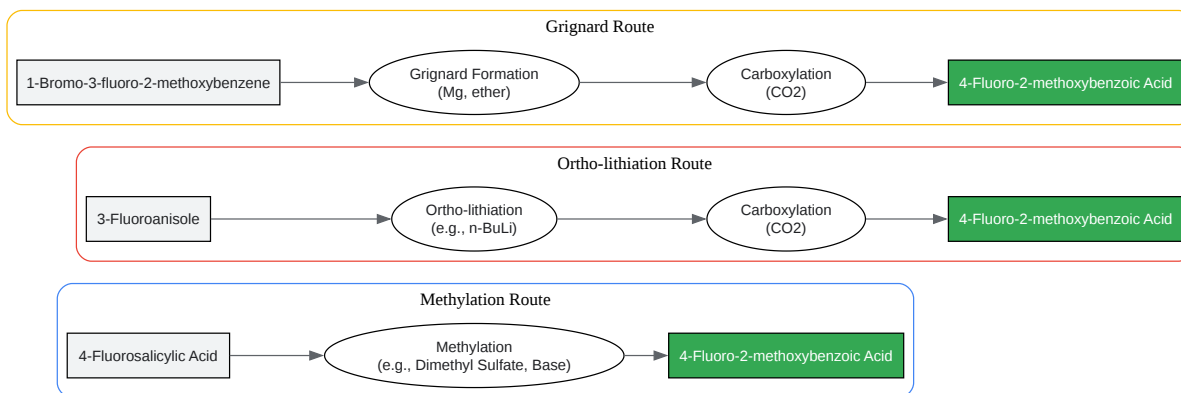 Grignard Route
1-Bromo-3-fluoro-2-methoxybenzene
Grignard Formation
(Mg, ether)
Carboxylation
(CO2)
4-Fluoro-2-methoxybenzoic Acid
Ortho-lithiation Route
3-Fluoroanisole
Ortho-lithiation
(e.g., n-BuLi)
Carboxylation
(CO2)
4-Fluoro-2-methoxybenzoic Acid
Methylation Route
4-Fluorosalicylic Acid
Methylation
(e.g., Dimethyl Sulfate, Base)
4-Fluoro-2-methoxybenzoic Acid